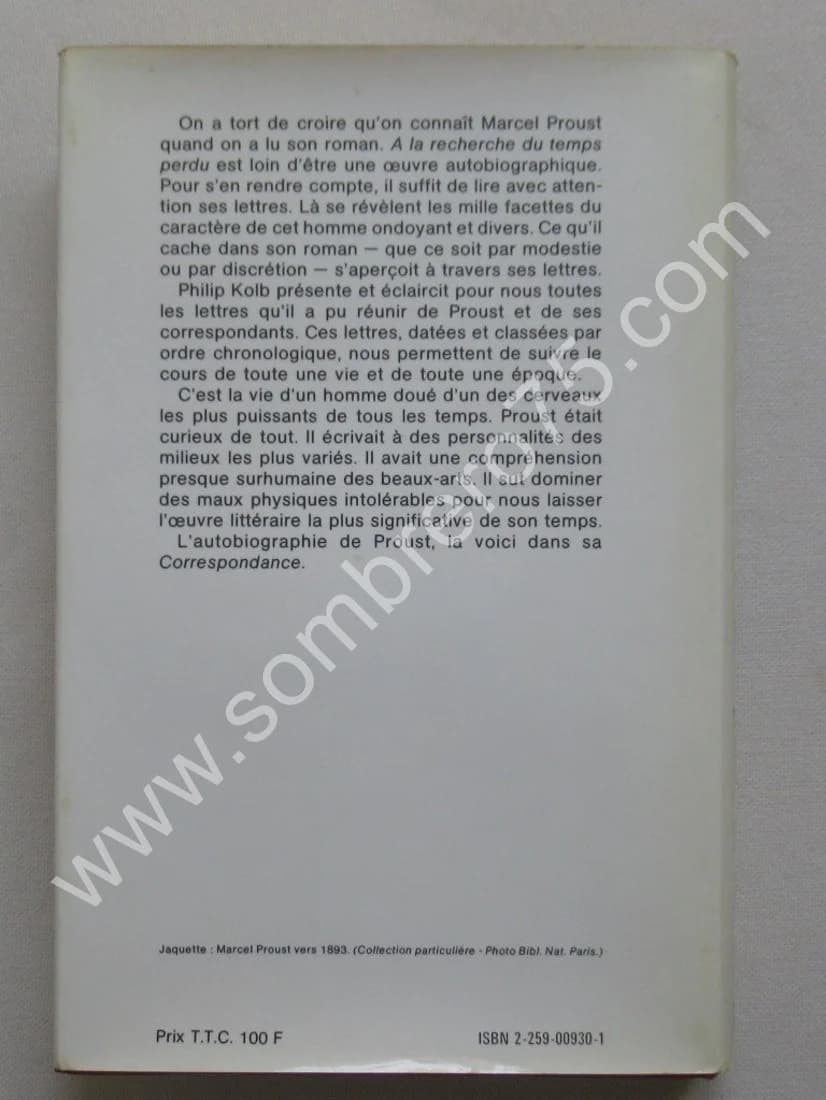 On a tort de croire qu'on connaît Marcel Proust
quand on a lu son roman. A la recherche du temps
perdu est loin d'être une œuvre autobiographique.
Pour s'en rendre compte, il suffit de lire avec atten-
tion ses lettres. Là se révèlent les mille facettes du
caractère de cet homme ondoyant et divers. Ce qu'il
cache dans son roman — que ce soit par modestie
ou par discrétion — s'aperçoit à travers ses lettres.
Philip Kolb présente et éclaircit pour nous toutes
les lettres qu'il a pu réunir de Proust et de ses
correspondants. Ces lettres, datées et classées par
ordre chronologique, nous permettent de suivre le
cours de toute une vie et de toute une époque.
C'est la vie d'un homme doué d'un des cerveaux
les plus puissants de tous les temps. Proust était
curieux de tout. Il écrivait à des personnalités des
milieux les plus variés. Il avait une compréhension
presque surhumaine des beaux-arts. Il sut dominer
des maux physiques intolérables pour nous laisser
l'œuvre littéraire la plus significative de son temps.
L'autobiographie de Proust, la voici dans sa
Correspondance.
www.sombrero75.com
Jaquette : Marcel Proust vers 1893. (Collection particulière - Photo Bibl. Nat. Paris.)
Prix T.T.C. 100 F
ISBN 2-259-00930-1